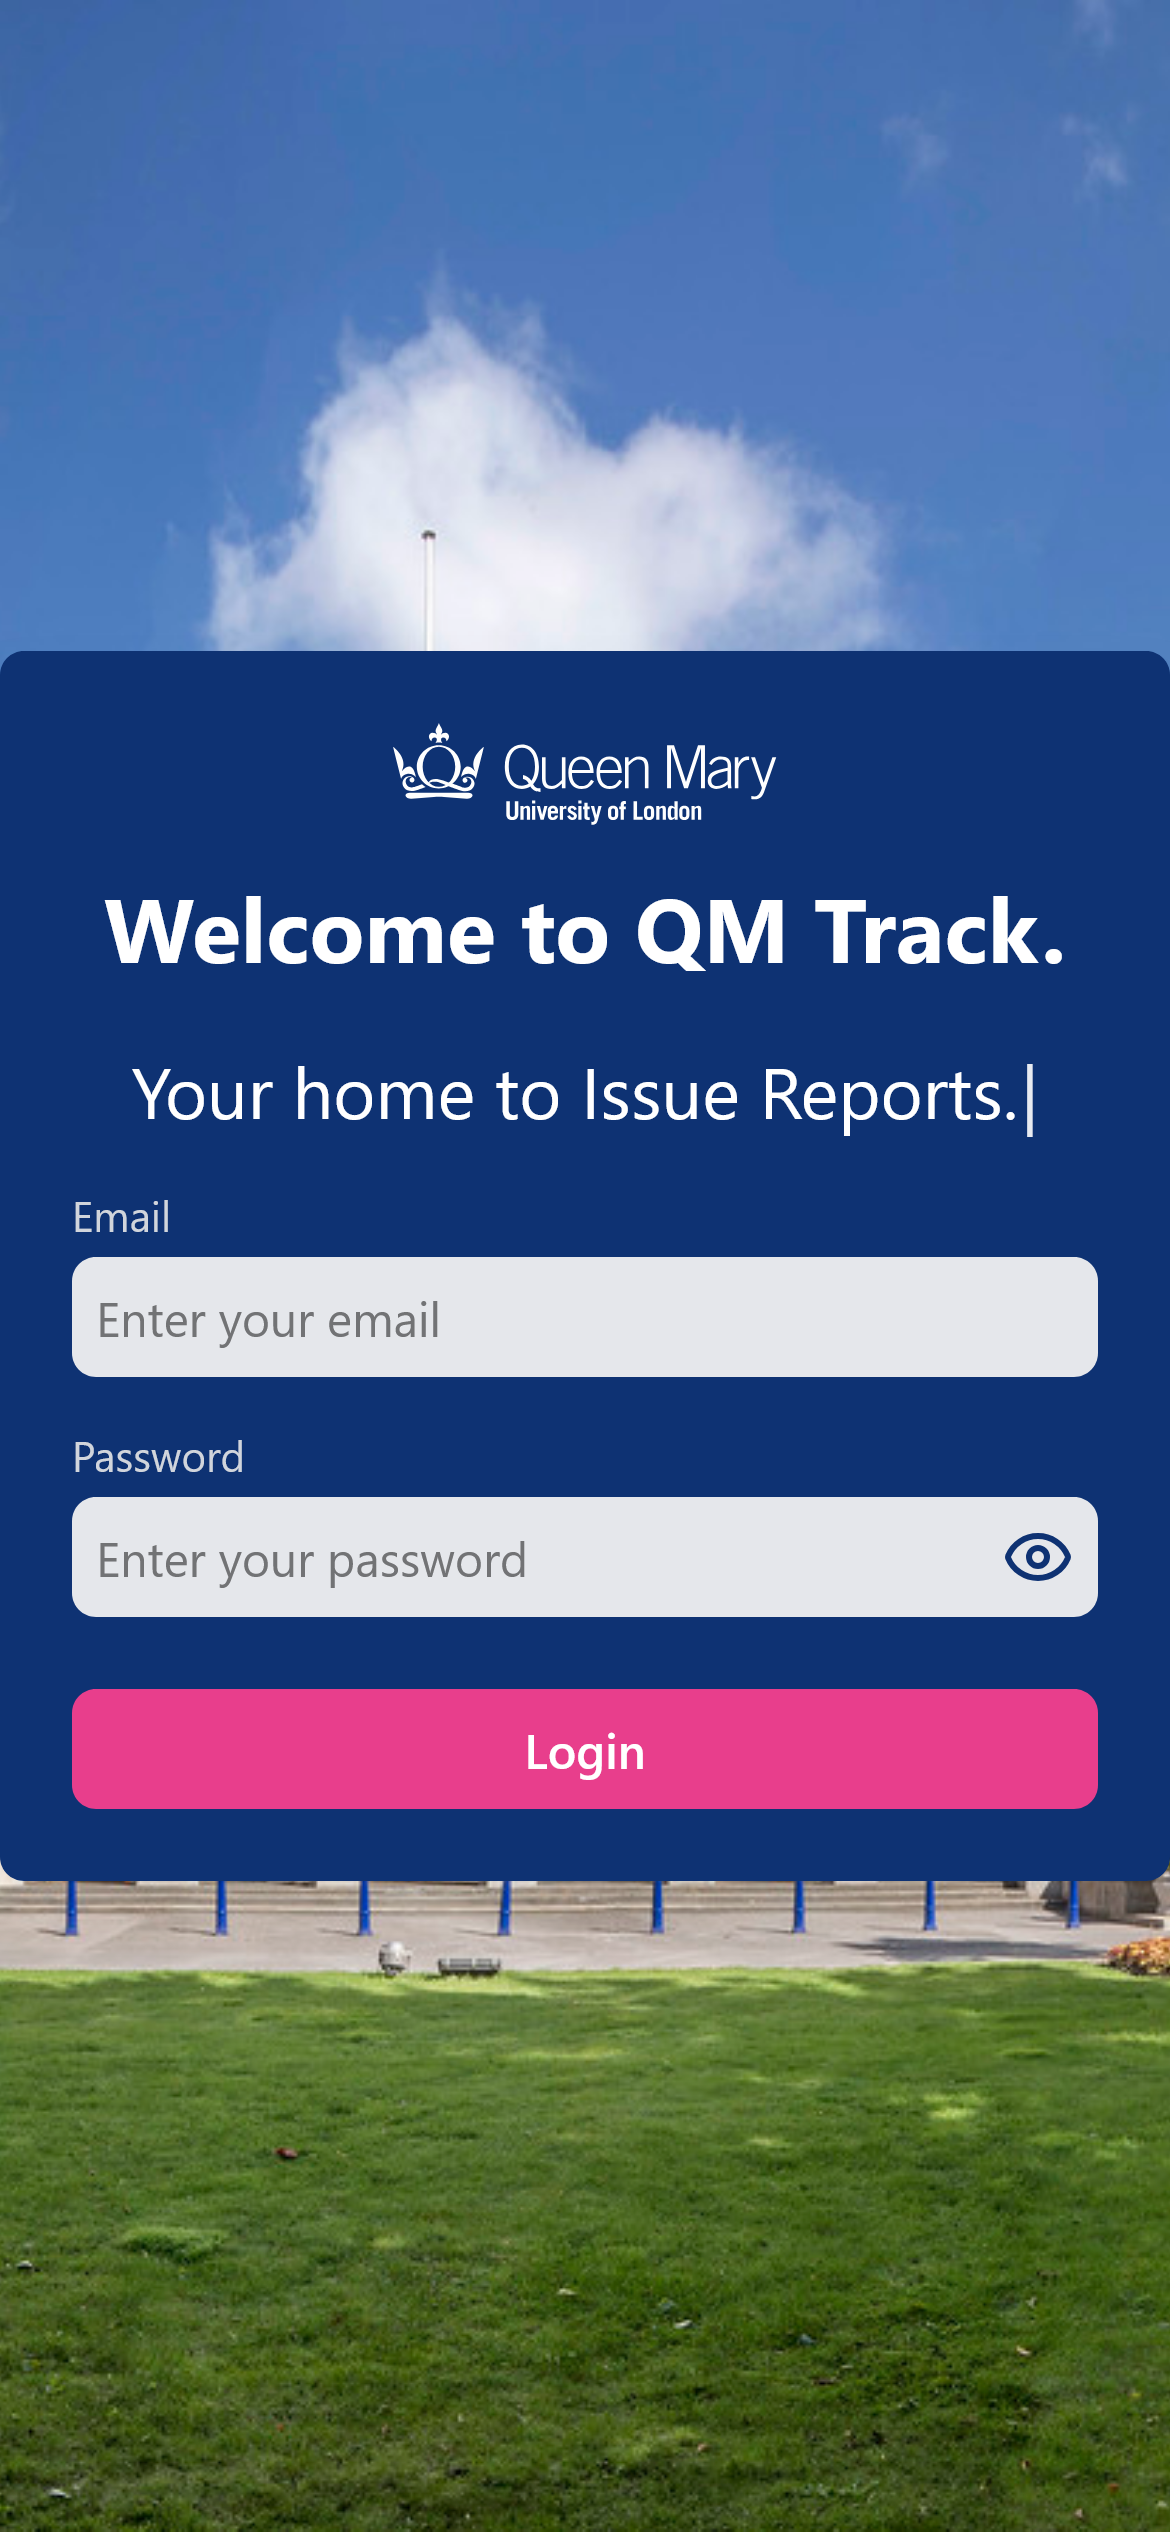 Queen Mary
University of London
Welcome to QM Track.
Your home to Issue Reports.|
Email
Enter your email
Password
Enter your password
Login